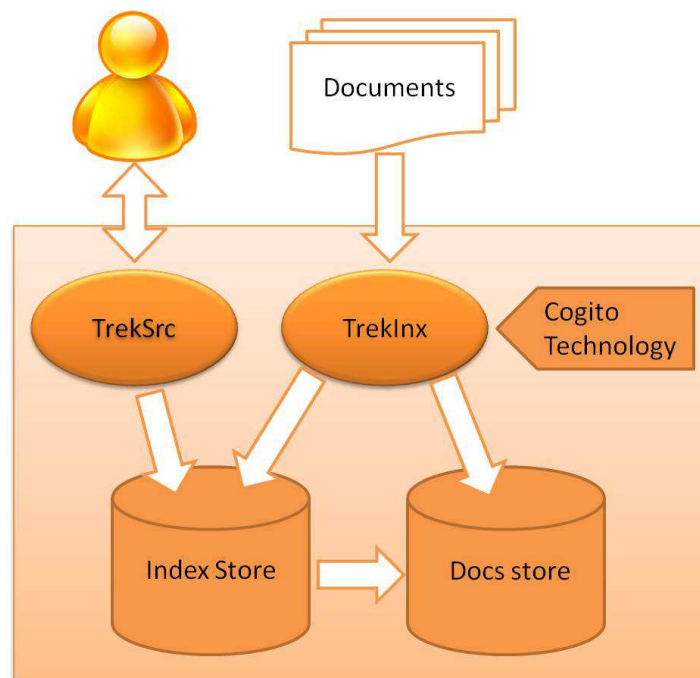 Documents
TrekSrc
TrekInx
Cogito
Technology
Index Store
Docs store